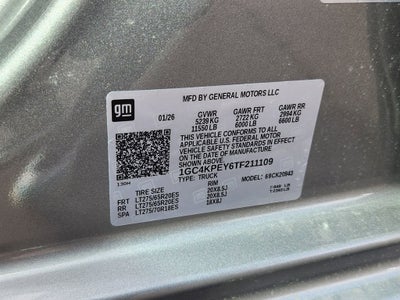 gm
MFD BY GENERAL MOTORS LLC
01/26 GVWR GAWR FRT GAWR RR
5239 KG 2722 KG 2994 KG
11550 LB 6000 LB 6600 LB
THIS VEHICLE CONFORMS TO ALL
APPLICABLE U.S. FEDERAL MOTOR
VEHICLE SAFETY STANDARDS IN EFFECT
ON THE DATE OF MANUFACTURE
SHOWN ABOVE.
1GC4KPEY6TF211109
TYPE: TRUCK MODEL: 69CK20943
TIRE SIZE RIM
FRT LT275/65R20ES 20X8.5J
RR LT275/65R20ES 20X8.5J
SPA LT275/70R18ES 18X8J